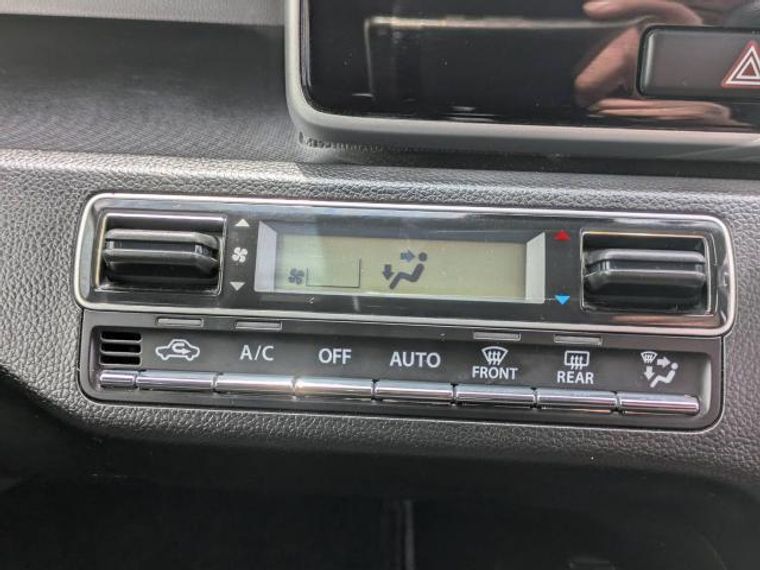 A/C OFF AUTO FRONT REAR